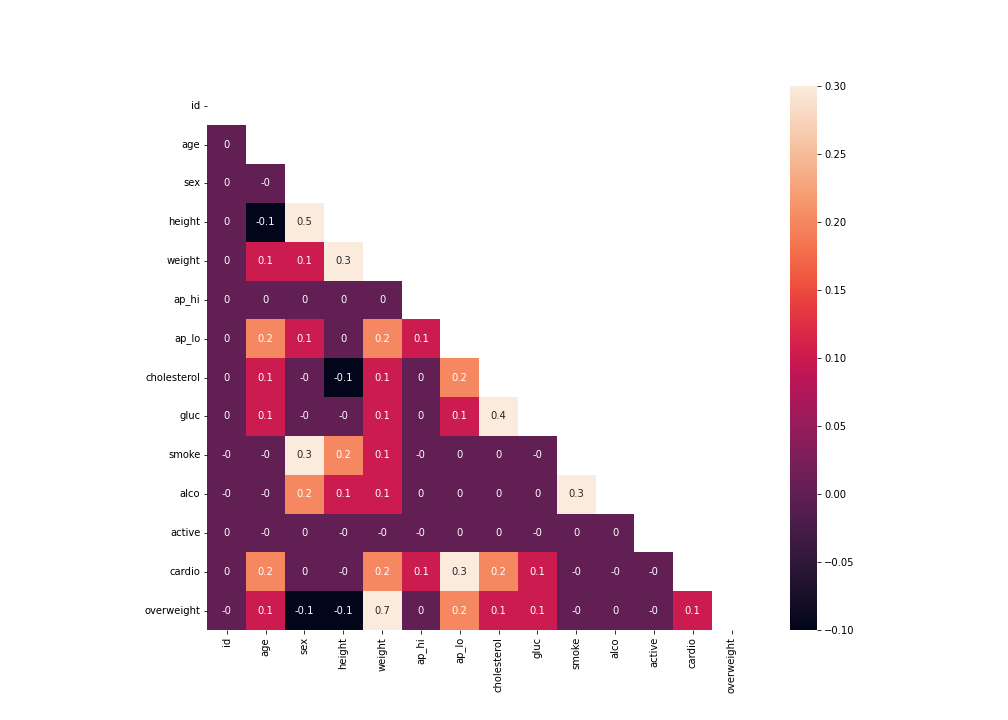 0.30
id
0.25
age 0
sex 0 -0
0.20
height 0 -0.1 0.5
weight 0 0.1 0.1 0.3
0.15
ap_hi 0 0 0 0 0
ap_lo 0 0.2 0.1 0 0.2 0.1
0.10
cholesterol 0 0.1 -0 -0.1 0.1 0 0.2
gluc 0 0.1 -0 -0 0.1 0 0.1 0.4
0.05
smoke -0 -0 0.3 0.2 0.1 -0 0 0 -0
alco -0 -0 0.2 0.1 0.1 0 0 0 0 0.3
0.00
active 0 -0 0 -0 -0 -0 0 0 -0 0 0
−0.05
cardio 0 0.2 0 -0 0.2 0.1 0.3 0.2 0.1 -0 -0 -0
overweight -0 0.1 -0.1 -0.1 0.7 0 0.2 0.1 0.1 -0 0 -0 0.1
−0.10
id age sex height weight ap_hi ap_lo cholesterol gluc smoke alco active cardio overweight